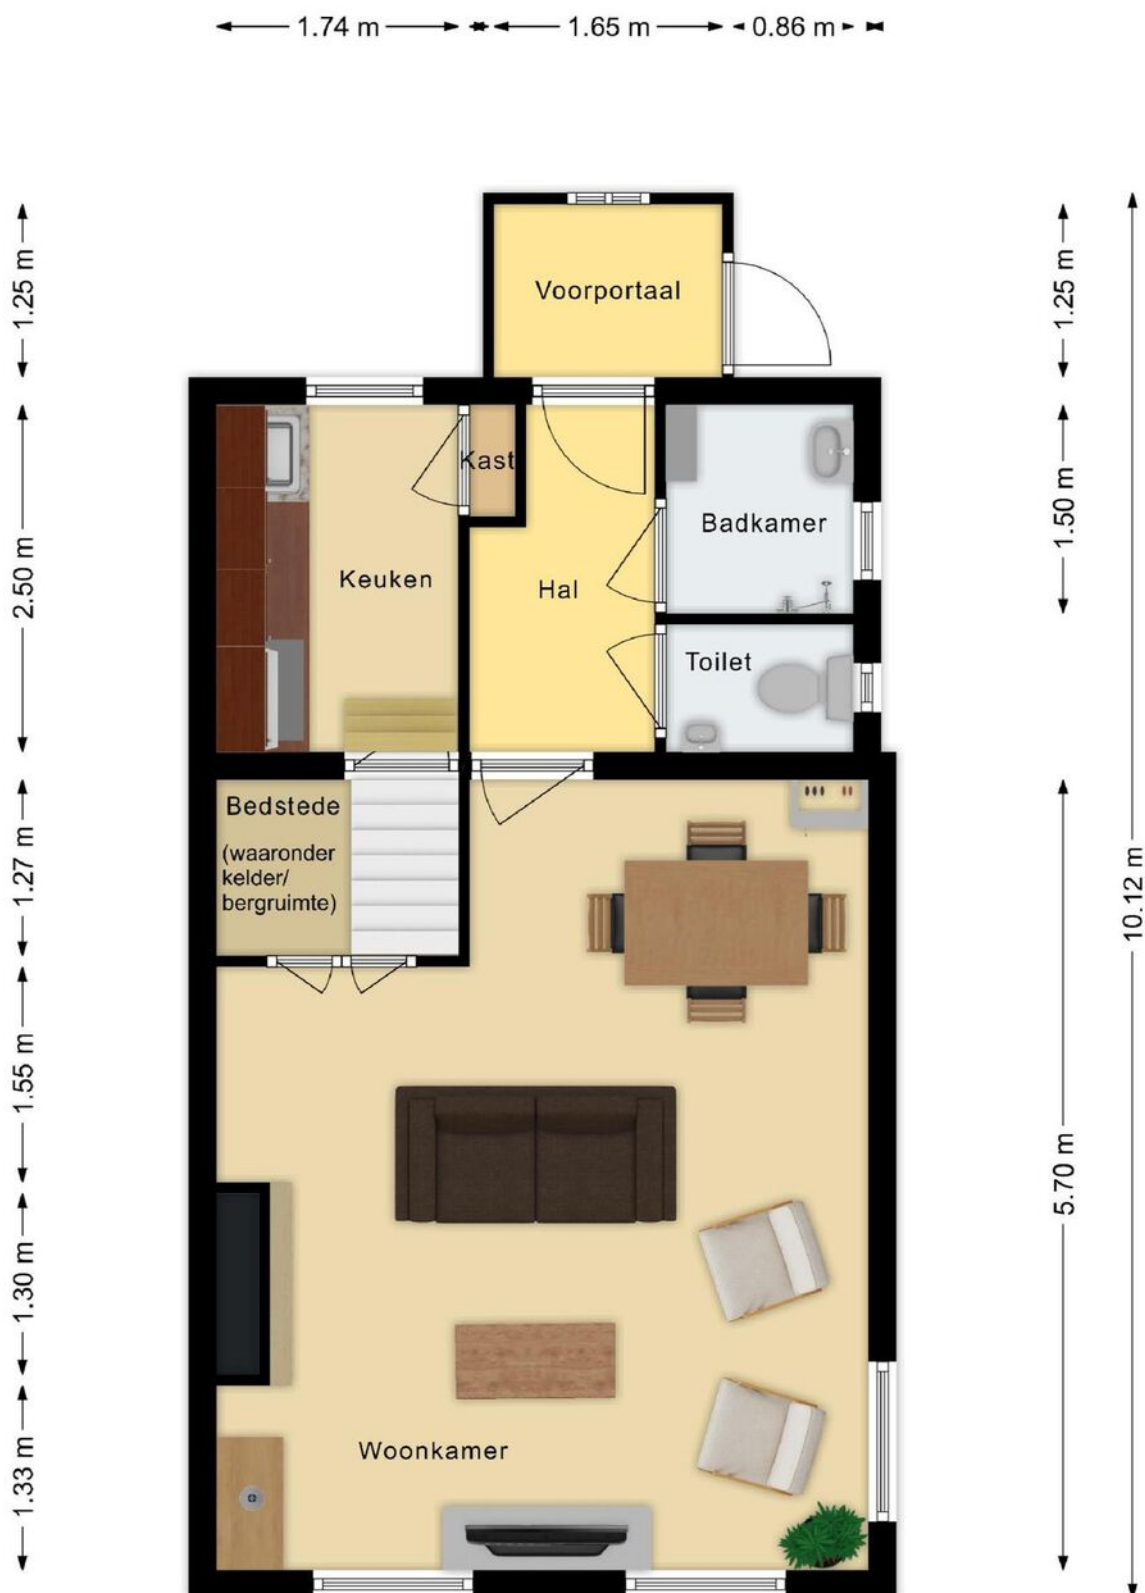 1.74 m
1.65 m
0.86 m
1.25 m
2.50 m
1.27 m
1.55 m
1.30 m
1.33 m
Voorportaal
Kast
Keuken
Hal
Badkamer
Toilet
Bedstede
(waaronder
kelder/
bergruimte)
Woonkamer
1.25 m
1.50 m
5.70 m
10.12 m